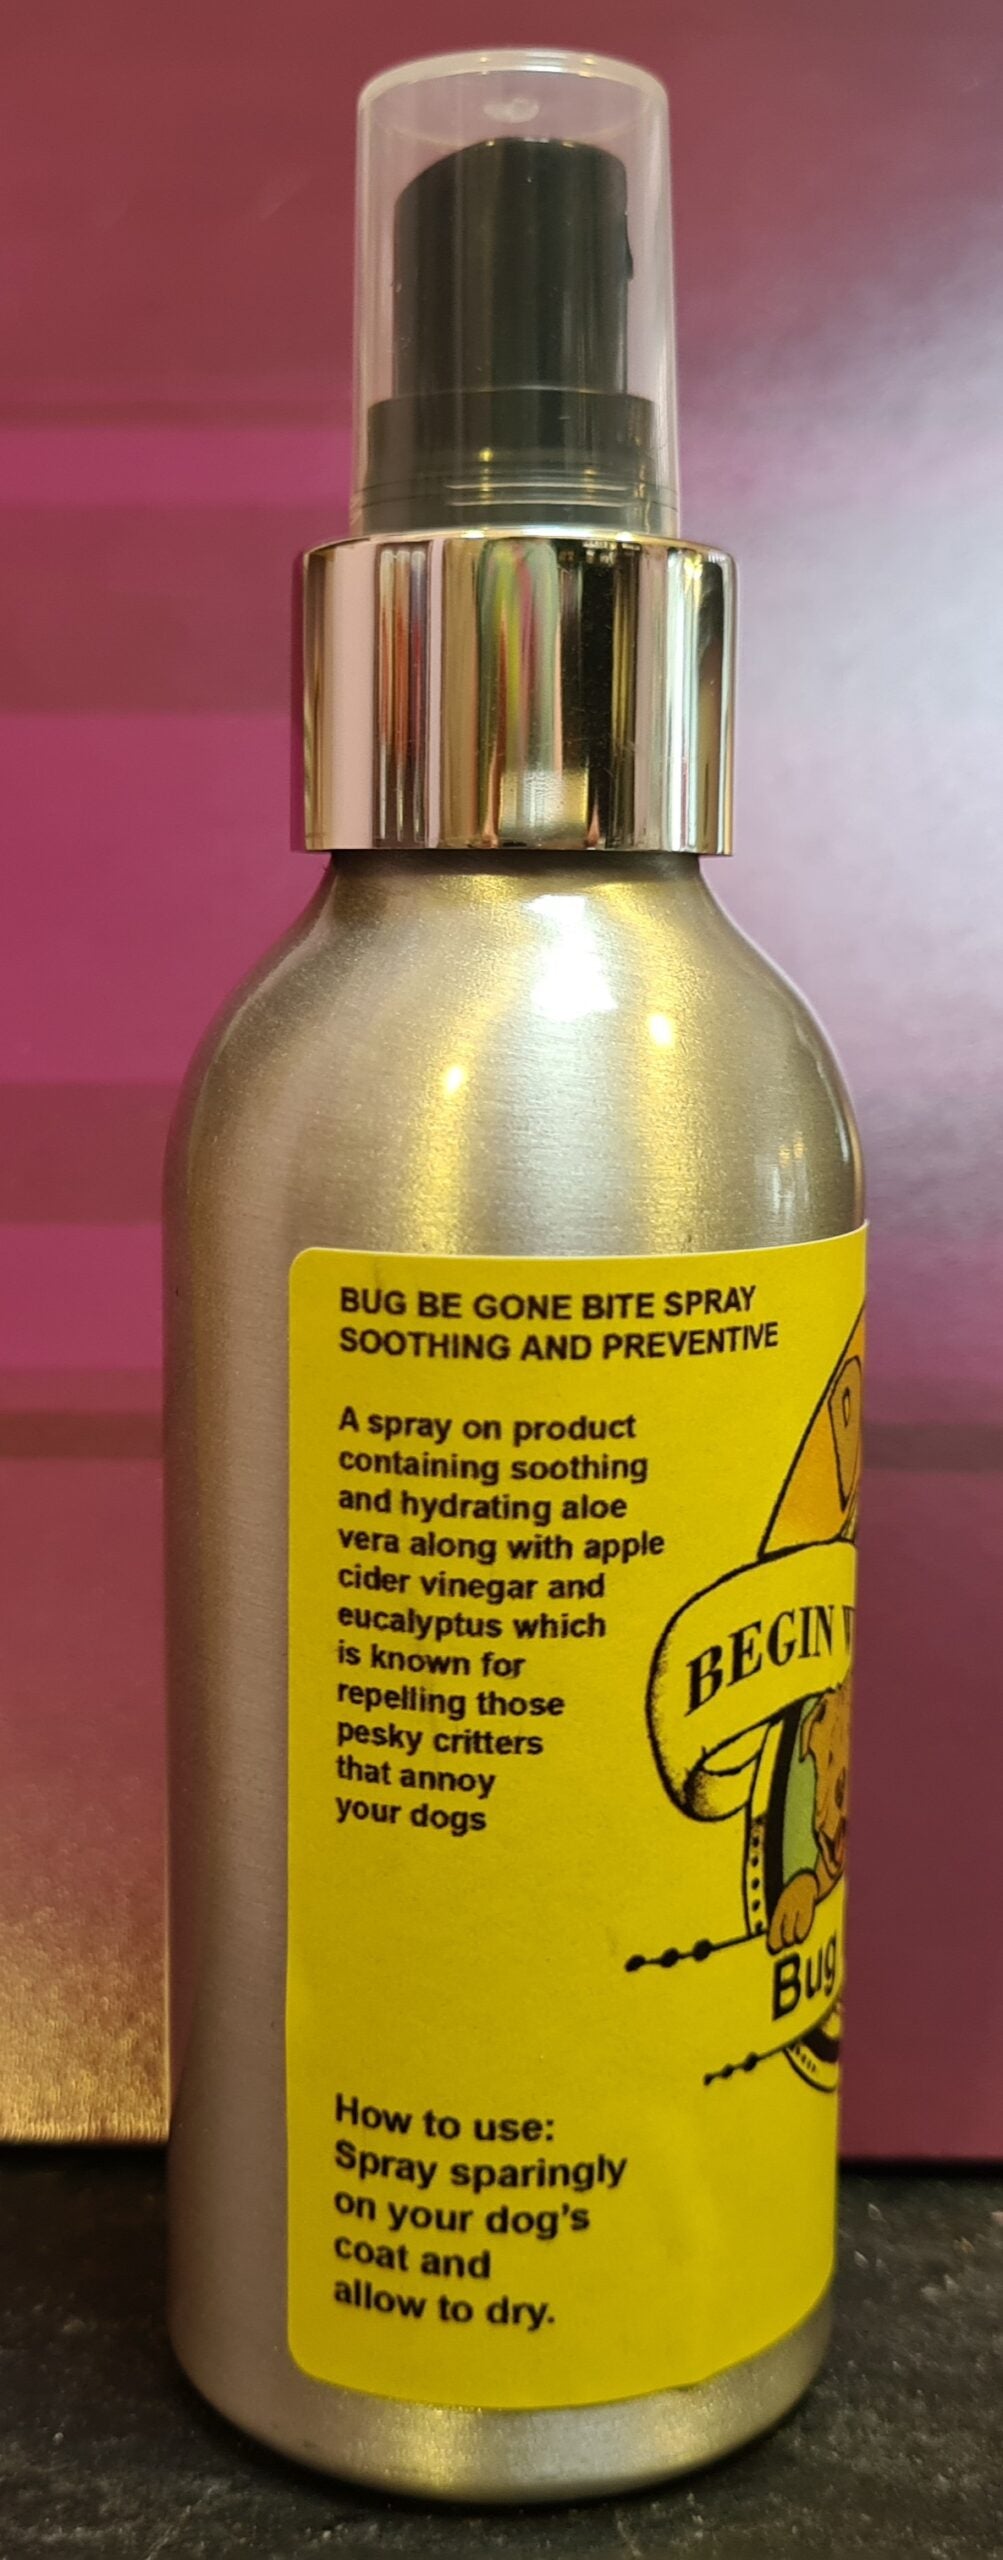 BUG BE GONE BITE SPRAY
SOOTHING AND PREVENTIVE
A spray on product
containing soothing
and hydrating aloe
vera along with apple
cider vinegar and
eucalyptus which
is known for
repelling those
pesky critters
that annoy
your dogs
How to use:
Spray sparingly
on your dog's
coat and
allow to dry.
BEGIN
Bug